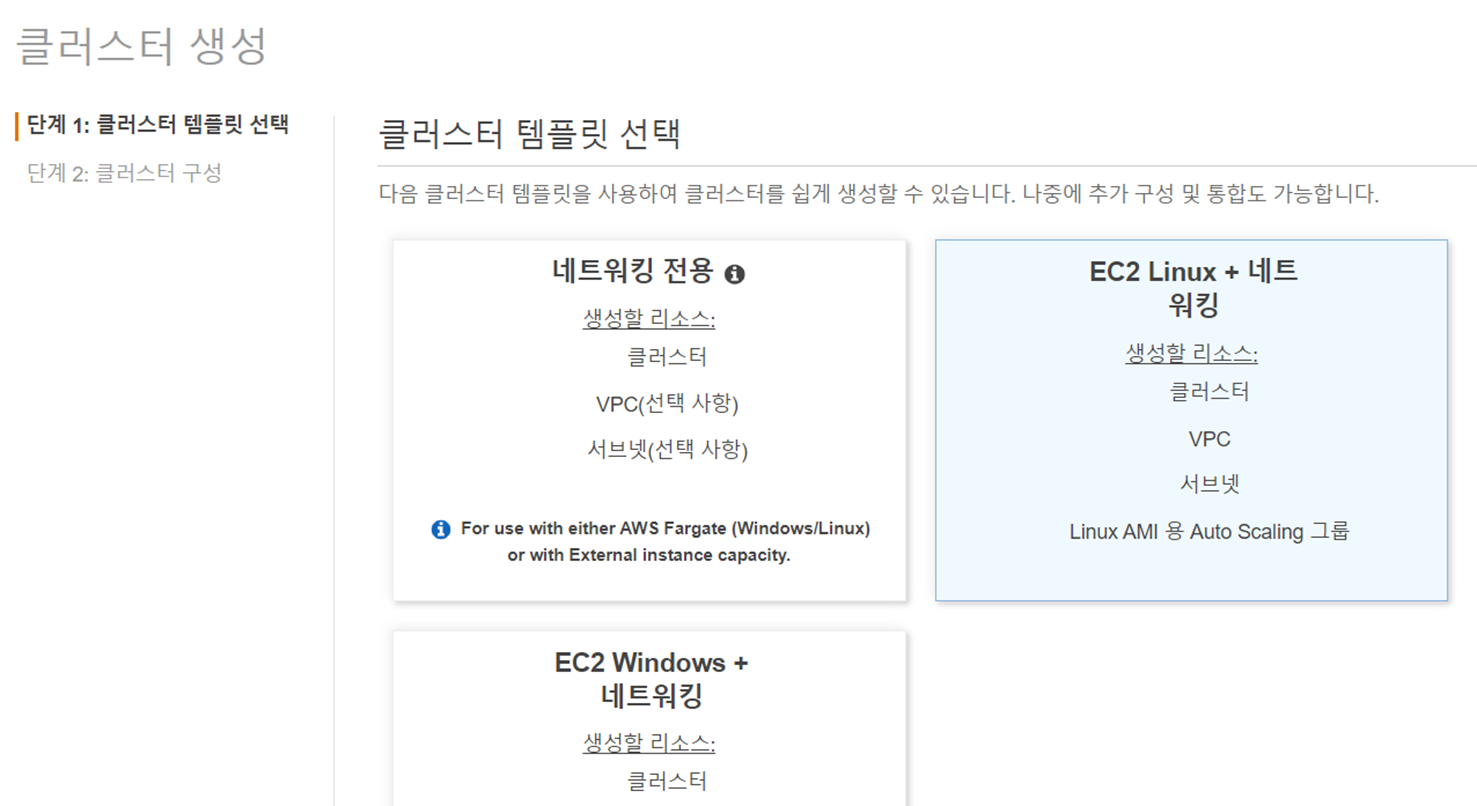 클러스터 생성
단계 1: 클러스터 템플릿 선택
단계 2: 클러스터 구성
클러스터 템플릿 선택
다음 클러스터 템플릿을 사용하여 클러스터를 쉽게 생성할 수 있습니다. 나중에 추가 구성 및 통합도 가능합니다.
네트워킹 전용
생성할 리소스:
클러스터
VPC(선택 사항)
서브넷(선택 사항)
For use with either AWS Fargate (Windows/Linux)
or with External instance capacity.
EC2 Linux + 네트
워킹
생성할 리소스:
클러스터
VPC
서브넷
Linux AMI 용 Auto Scaling 그룹
EC2 Windows +
네트워킹
생성할 리소스:
클러스터